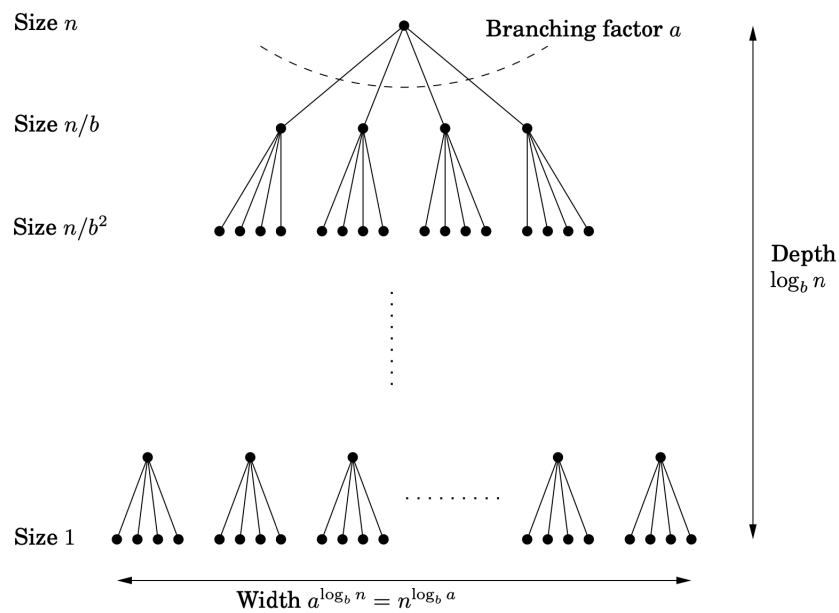 Size n
Branching factor a
Size n/b
Size n/b²
Depth
log_b n
Size 1
Width a^{log_b n} = n^{log_b a}